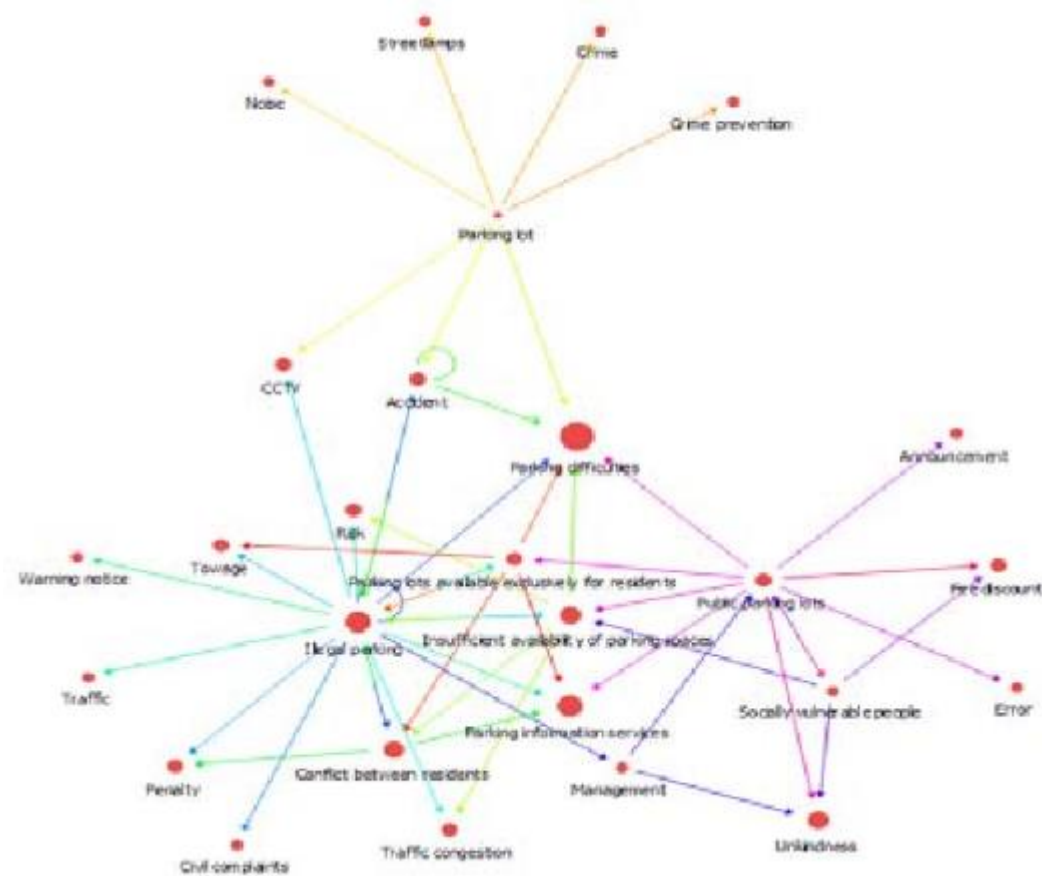 Streetlamps
Crime
Noise
Crime prevention
Parking lot
CCTV
Accident
Parking difficulties
Announcement
Risk
Towage
Warning notice
Parking lots available exclusively for residents
Fare discount
Public parking lots
Illegal parking
Insufficient availability of parking spaces
Traffic
Socially vulnerable people
Error
Parking information services
Conflict between residents
Penalty
Management
Traffic congestion
Unkindness
Civil complaints